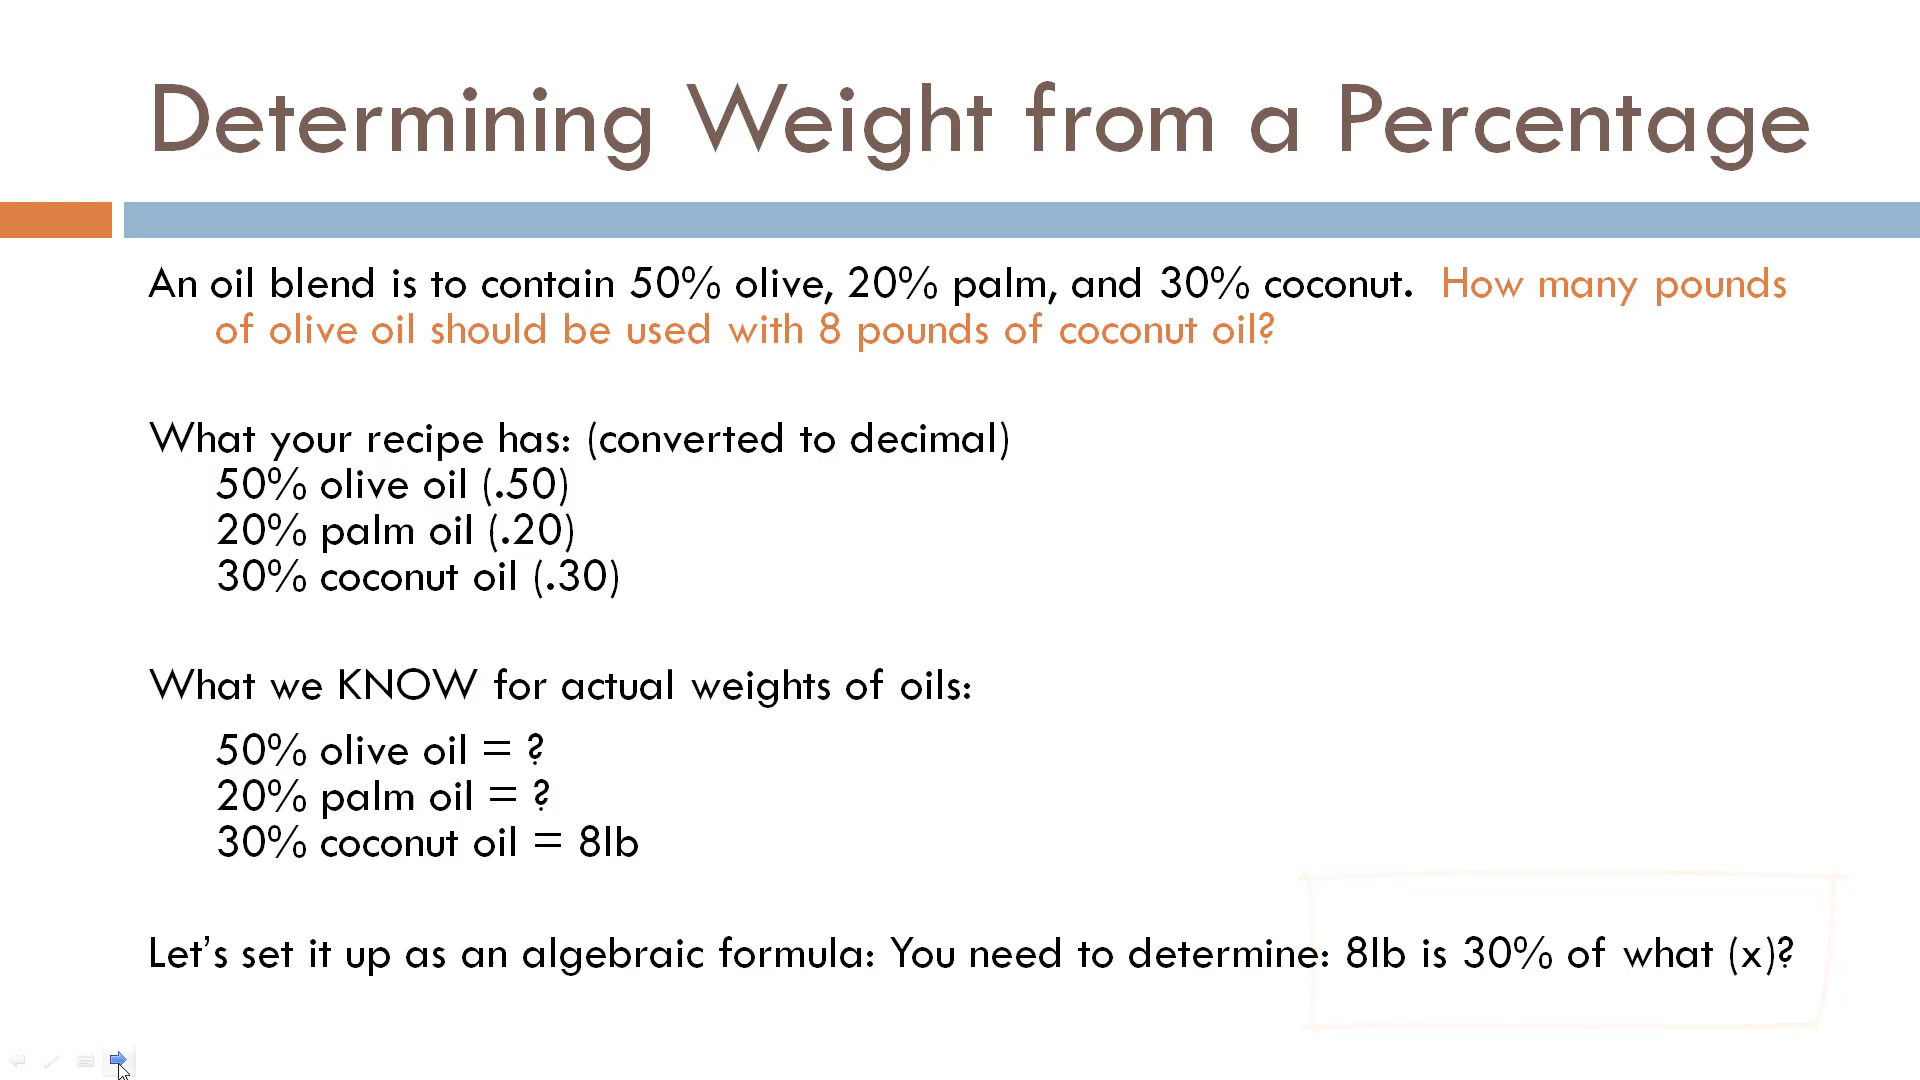 Determining Weight from a Percentage
An oil blend is to contain 50% olive, 20% palm, and 30% coconut. How many pounds
of olive oil should be used with 8 pounds of coconut oil?
What your recipe has: (converted to decimal)
50% olive oil (.50)
20% palm oil (.20)
30% coconut oil (.30)
What we KNOW for actual weights of oils:
50% olive oil = ?
20% palm oil = ?
30% coconut oil = 8lb
Let’s set it up as an algebraic formula: You need to determine: 8lb is 30% of what (x)?